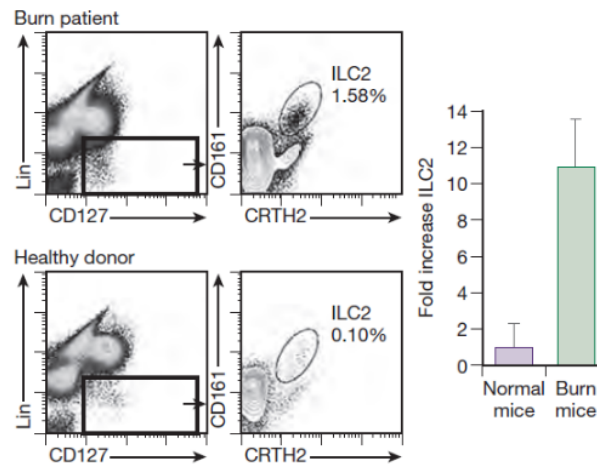 Burn patient
Lin
CD127
CD161
ILC2
1.58%
CRTH2
Healthy donor
Lin
CD127
CD161
ILC2
0.10%
CRTH2
Fold increase ILC2
14
12
10
8
6
4
2
0
Normal mice
Burn mice